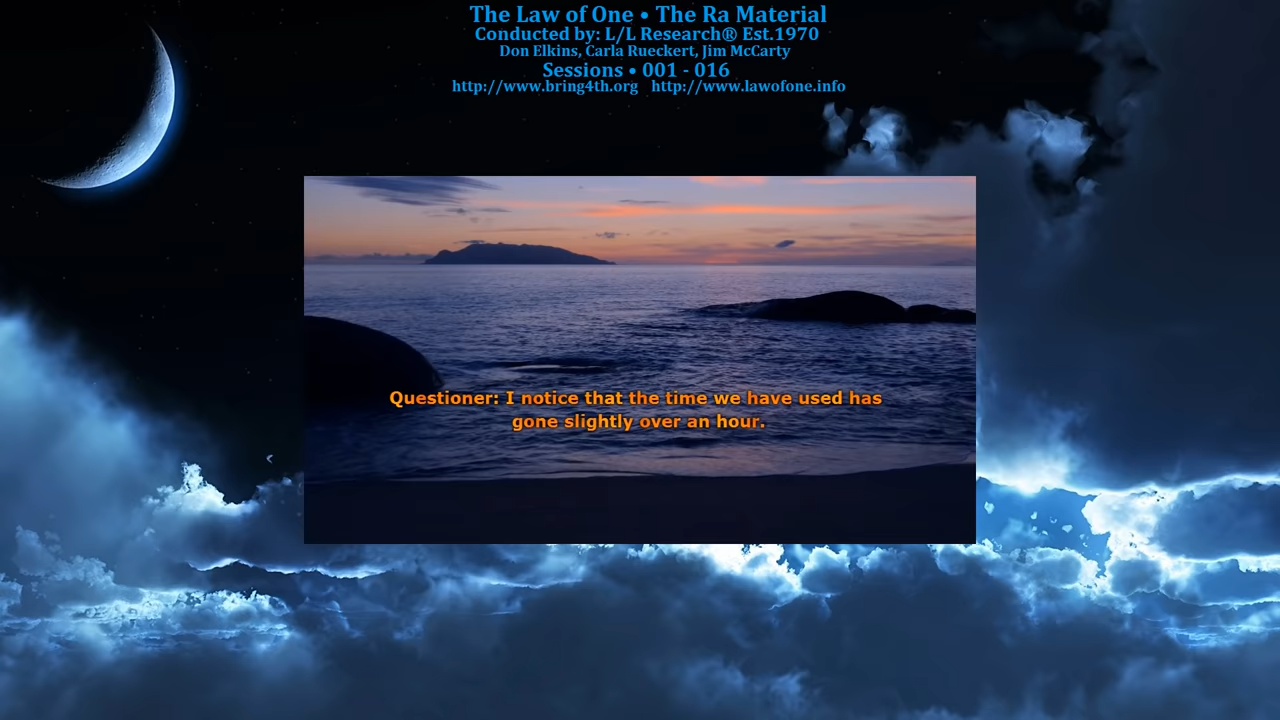 The Law of One • The Ra Material
Conducted by: L/L Research® Est.1970
Don Elkins, Carla Rueckert, Jim McCarty
Sessions • 001 - 016
http://www.bring4th.org http://www.lawofone.info
Questioner: I notice that the time we have used has
gone slightly over an hour.